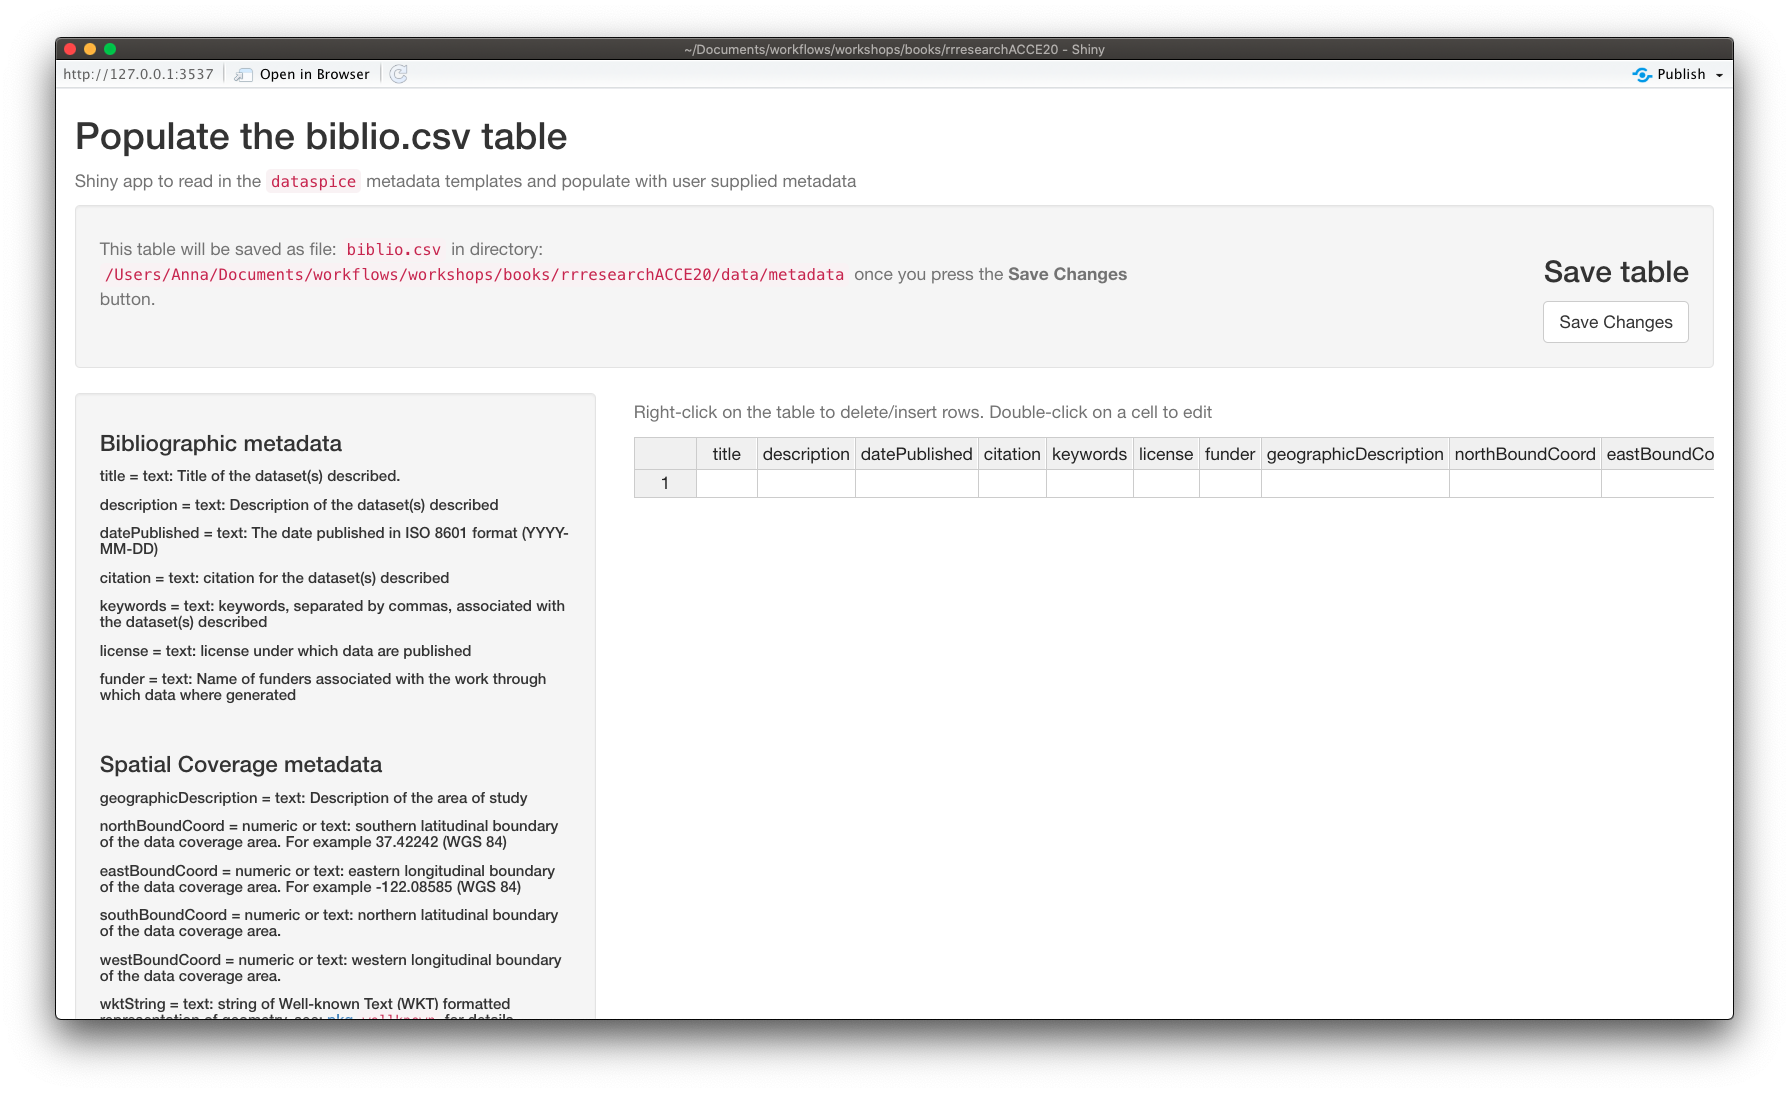 ~/Documents/workflows/workshops/books/rrresearchACCE20 - Shiny
http://127.0.0.1:3537 Open in Browser Publish
Populate the biblio.csv table
Shiny app to read in the dataspice metadata templates and populate with user supplied metadata
This table will be saved as file: biblio.csv in directory:
/Users/Anna/Documents/workflows/workshops/books/rrresearchACCE20/data/metadata once you press the Save Changes
button.
Save table
Save Changes
Bibliographic metadata
title = text: Title of the dataset(s) described.
description = text: Description of the dataset(s) described
datePublished = text: The date published in ISO 8601 format (YYYY-
MM-DD)
citation = text: citation for the dataset(s) described
keywords = text: keywords, separated by commas, associated with
the dataset(s) described
license = text: license under which data are published
funder = text: Name of funders associated with the work through
which data where generated
Spatial Coverage metadata
geographicDescription = text: Description of the area of study
northBoundCoord = numeric or text: southern latitudinal boundary
of the data coverage area. For example 37.42242 (WGS 84)
eastBoundCoord = numeric or text: eastern longitudinal boundary
of the data coverage area. For example -122.08585 (WGS 84)
southBoundCoord = numeric or text: northern latitudinal boundary
of the data coverage area.
westBoundCoord = numeric or text: western longitudinal boundary
of the data coverage area.
wktString = text: string of Well-known Text (WKT) formatted
representation of geometry. see: pkg wellknown for details
Right-click on the table to delete/insert rows. Double-click on a cell to edit
title description datePublished citation keywords license funder geographicDescription northBoundCoord eastBoundCo
1